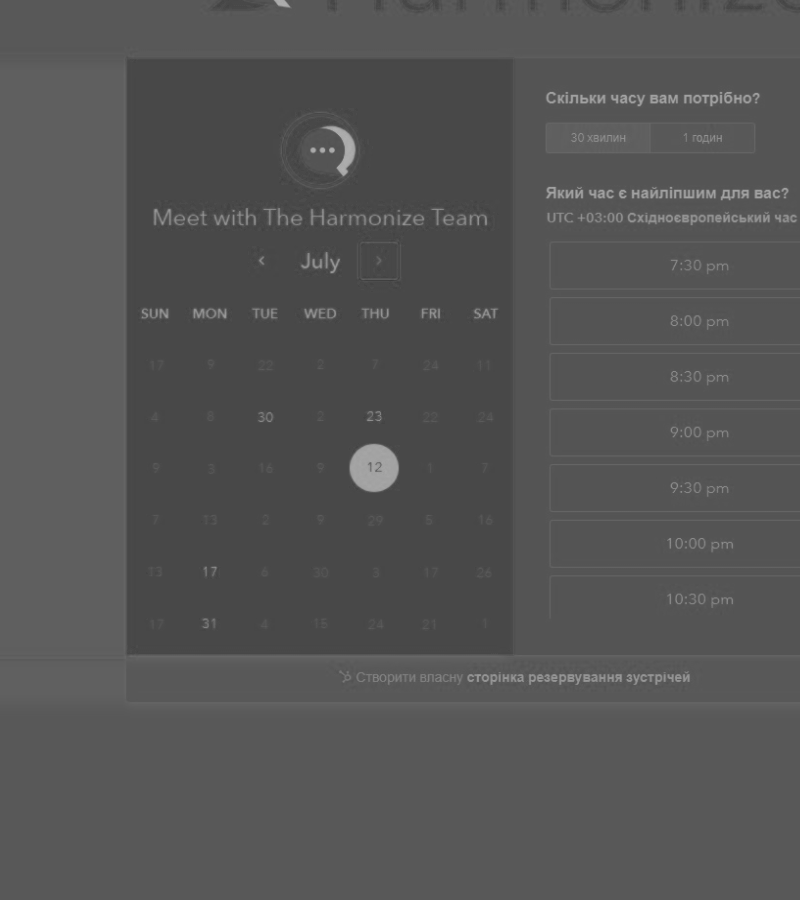 Harmonize
Meet with The Harmonize Team
July
SUN MON TUE WED THU FRI SAT
17 9 22 2 7 24 11
4 6 30 2 23 22 24
9 3 16 9 12 1 7
7 13 2 9 29 5 16
13 17 4 30 3 17 26
17 31 4 15 24 21 1
Скільки часу вам потрібно?
30 хвилин 1 годин
Який час є найліпшим для вас?
UTC +03:00 Східноєвропейський час
7:30 pm
8:00 pm
8:30 pm
9:00 pm
9:30 pm
10:00 pm
10:30 pm
Створити власну сторінка резервування зустрічей